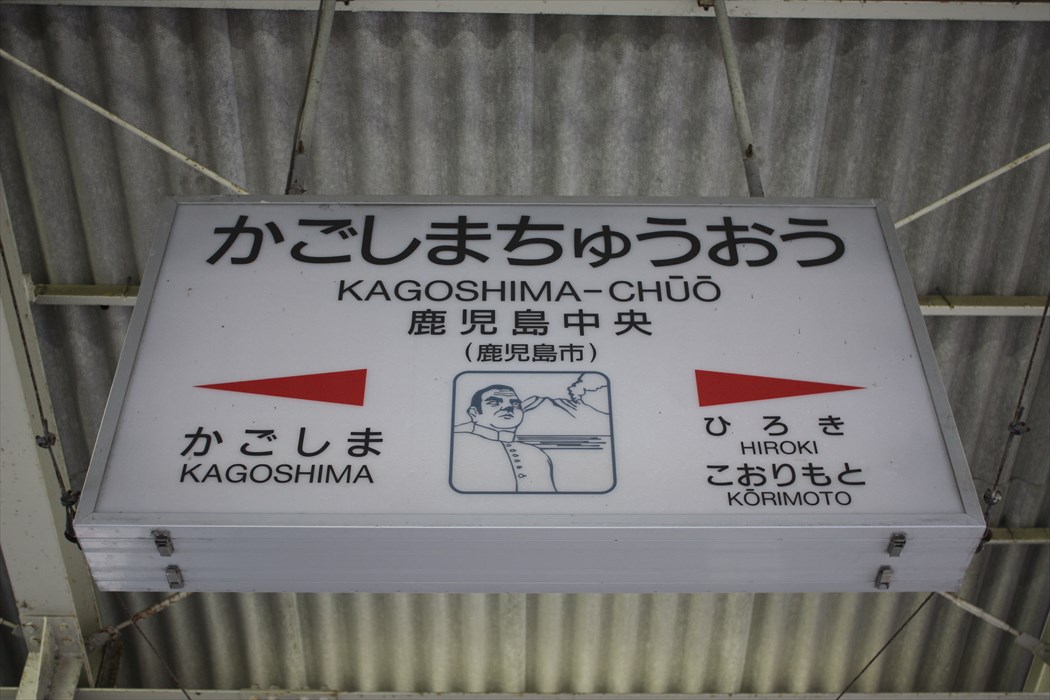 かごしまちゅうおう
KAGOSHIMA-CHŪŌ
鹿児島中央
(鹿児島市)
かごしま
KAGOSHIMA
ひろき
HIROKI
こおりもと
KŌRIMOTO